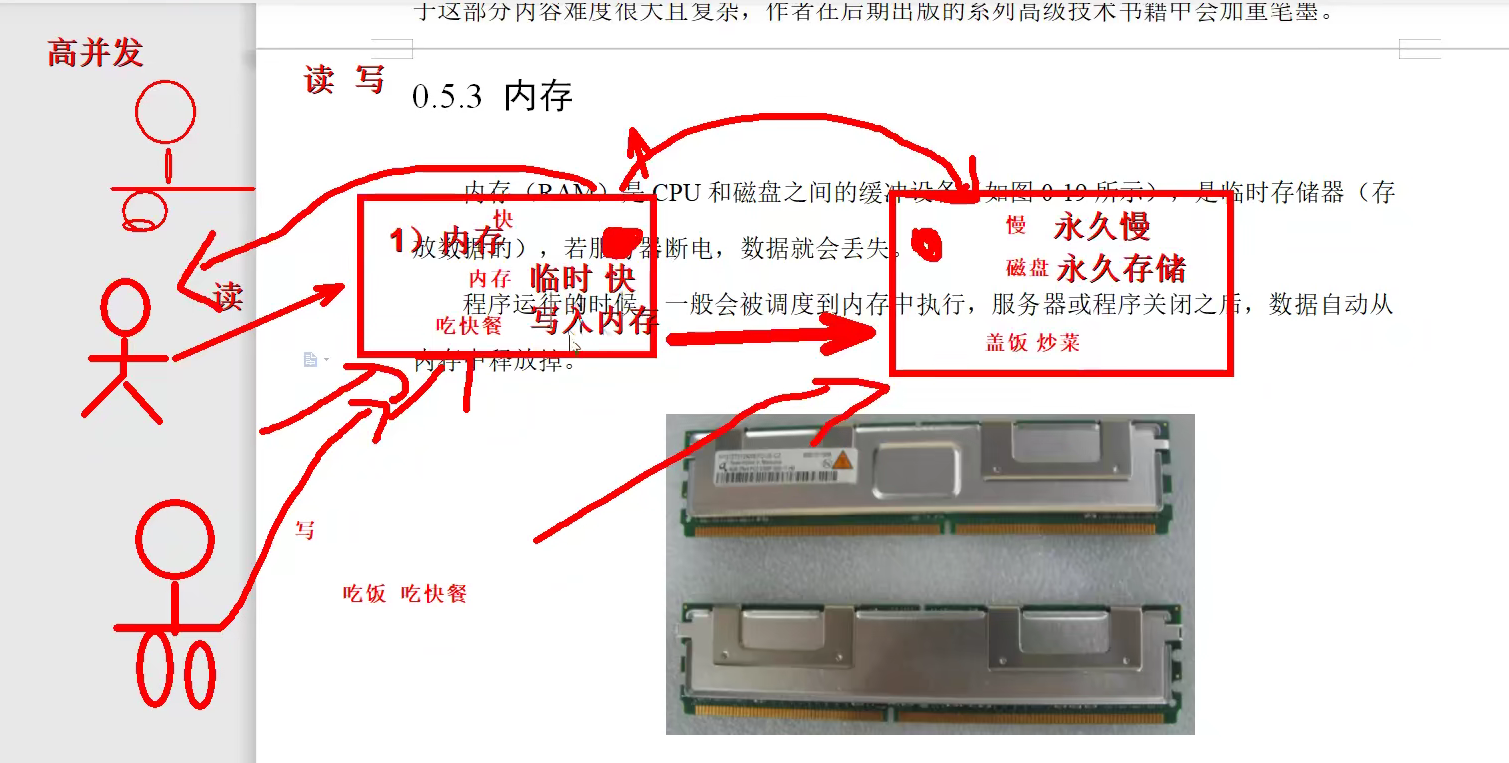 于这部分内容难度很大且复杂，作者在后期出版的系列高级技术书籍中会加重笔墨。
高并发
读 写
0.5.3 内存
内存（RAM）是 CPU 和磁盘之间的缓冲设备（如图 0-19 所示），是临时存储器（存
快
慢 永久慢
1）内存
放数据的），若服务器断电，数据就会丢失。
内存 临时 快
磁盘 永久存储
读
程序运行的时候，一般会被调度到内存中执行，服务器或程序关闭之后，数据自动从
吃快餐 写入内存
盖饭 炒菜
内存中释放掉。
写
吃饭 吃快餐